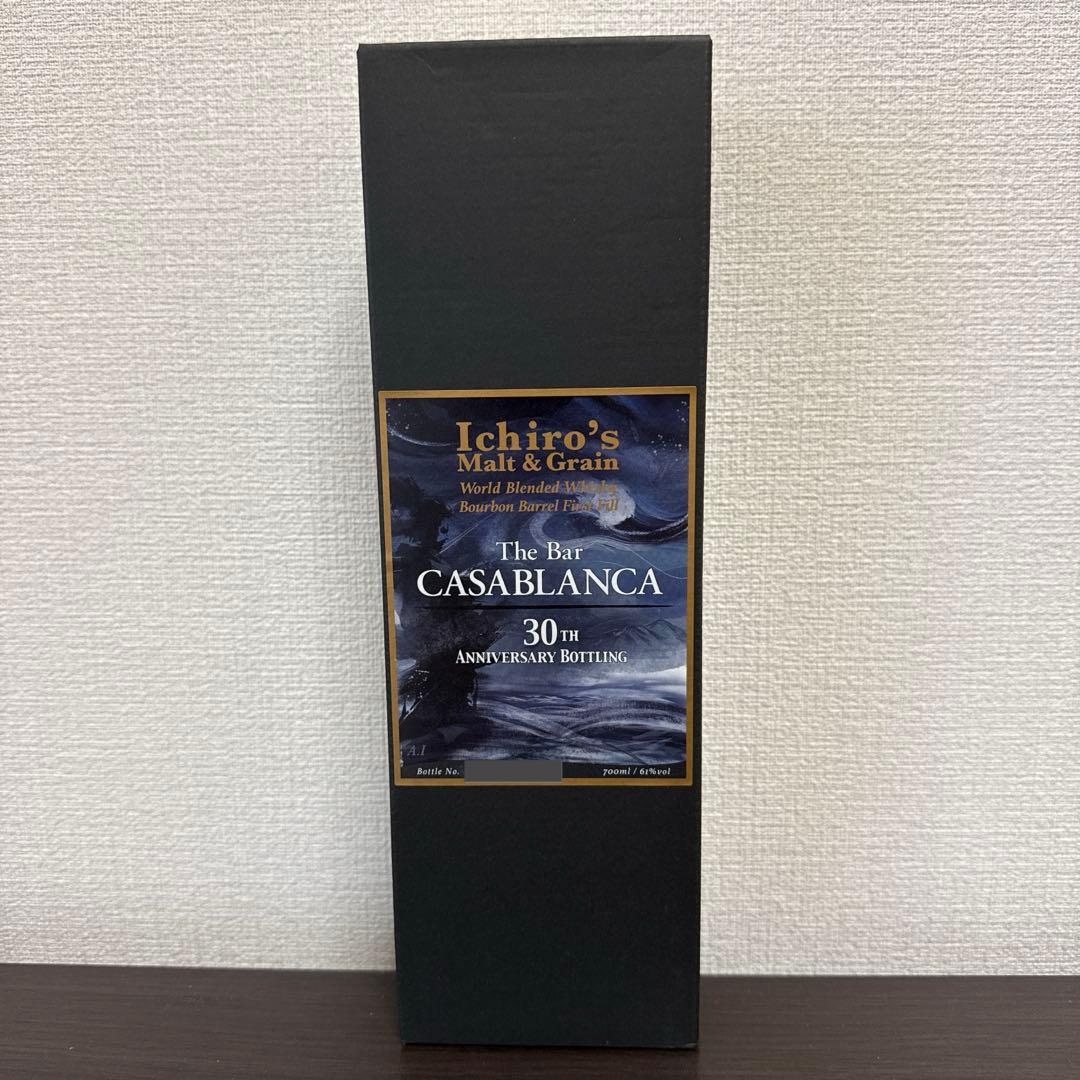 Ichiro's
Malt & Grain
World Blended Whisky
Bourbon Barrel First Fill
The Bar
CASABLANCA
30TH
ANNIVERSARY BOTTLING
A.I
Bottle No.
700ml / 61%vol